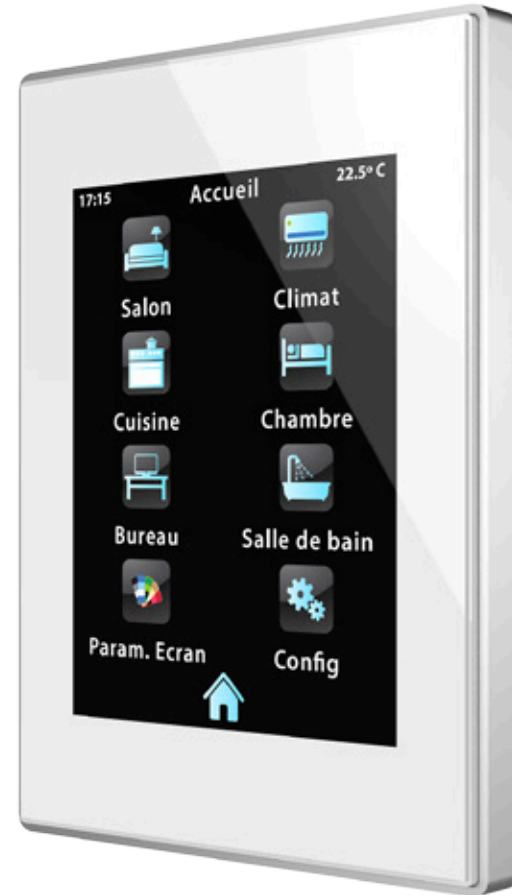 17:15 Accueil 22.5º C
Salon Climat
Cuisine Chambre
Bureau Salle de bain
Param. Ecran Config